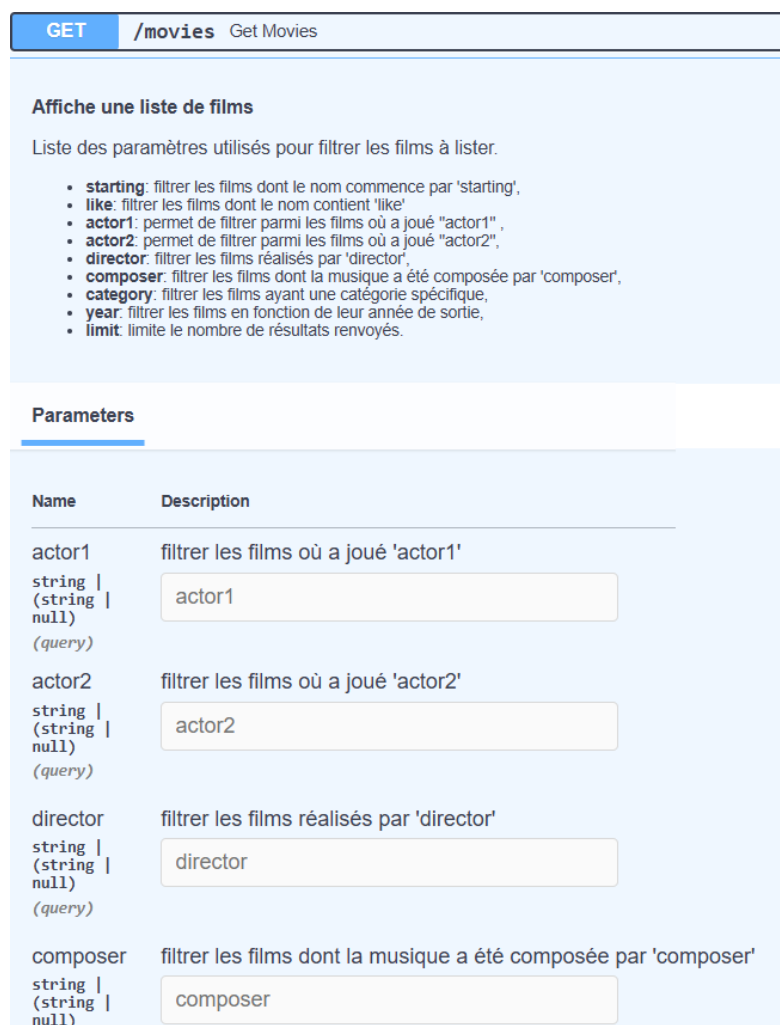 GET /movies Get Movies
Affiche une liste de films
Liste des paramètres utilisés pour filtrer les films à lister.
• starting: filtrer les films dont le nom commence par 'starting',
• like: filtrer les films dont le nom contient 'like'
• actor1: permet de filtrer parmi les films où a joué "actor1" ,
• actor2: permet de filtrer parmi les films où a joué "actor2",
• director: filtrer les films réalisés par 'director',
• composer: filtrer les films dont la musique a été composée par 'composer',
• category: filtrer les films ayant une catégorie spécifique,
• year: filtrer les films en fonction de leur année de sortie,
• limit: limite le nombre de résultats renvoyés.
Parameters
Name Description
actor1 filtrer les films où a joué 'actor1'
string |
(string | actor1
null)
(query)
actor2 filtrer les films où a joué 'actor2'
string |
(string | actor2
null)
(query)
director filtrer les films réalisés par 'director'
string |
(string | director
null)
(query)
composer filtrer les films dont la musique a été composée par 'composer'
string |
(string | composer
null)